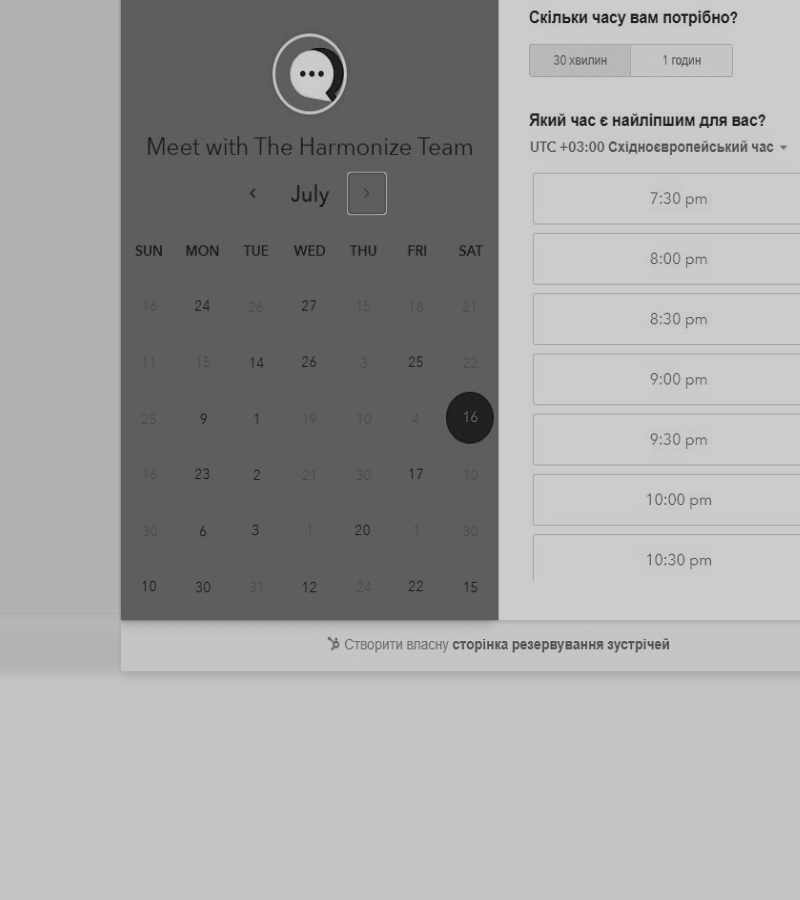 Meet with The Harmonize Team
July
SUN MON TUE WED THU FRI SAT
16 24 26 27 15 18 21
11 15 14 26 3 25 22
25 9 1 19 10 4 16
16 23 2 21 30 17 10
30 6 3 1 20 1 30
10 30 31 12 24 22 15
Скільки часу вам потрібно?
30 хвилин 1 годин
Який час є найліпшим для вас?
UTC +03:00 Східноєвропейський час
7:30 pm
8:00 pm
8:30 pm
9:00 pm
9:30 pm
10:00 pm
10:30 pm
Створити власну сторінка резервування зустрічей